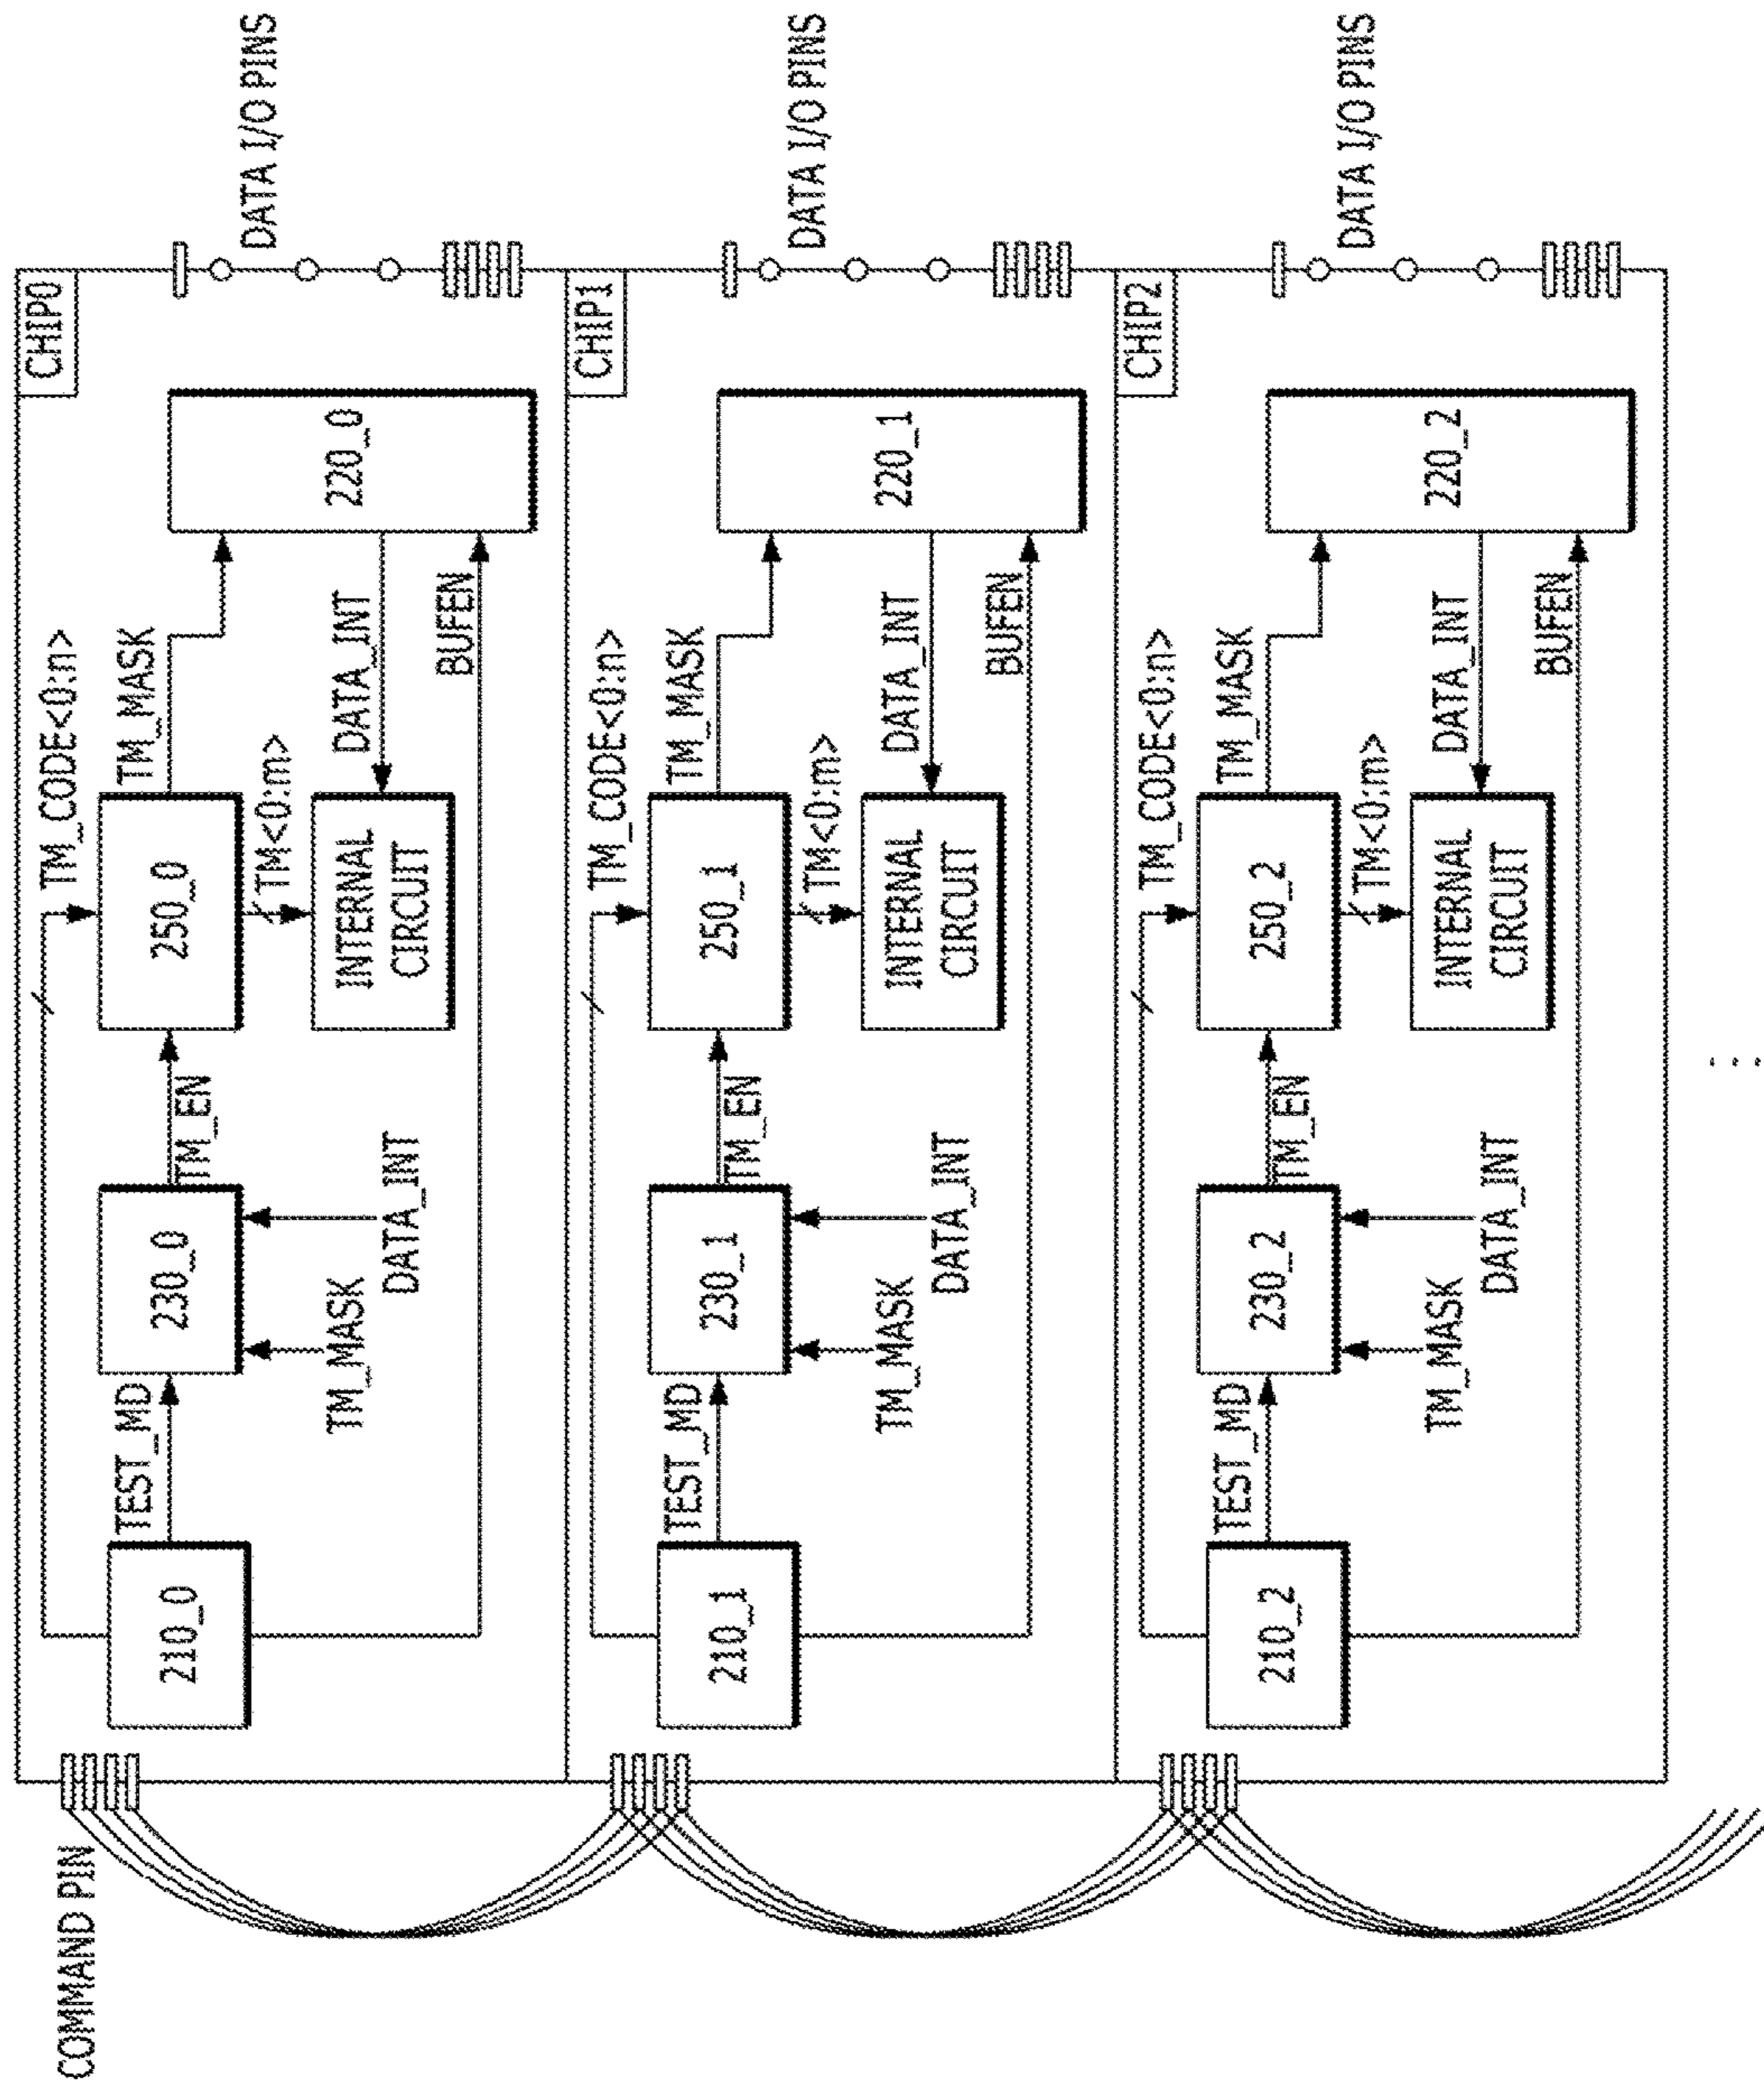 COMMAND PIN
CHIP0
TM_CODE<0:n>
210_0
TEST_MD
230_0
TM_EN
250_0
TM_MASK
220_0
TM<0:m>
TM_MASK
DATA_INT
INTERNAL
CIRCUIT
DATA_INT
BUFEN
DATA I/O PINS
CHIP1
TM_CODE<0:n>
210_1
TEST_MD
230_1
TM_EN
250_1
TM_MASK
220_1
TM<0:m>
TM_MASK
DATA_INT
INTERNAL
CIRCUIT
DATA_INT
BUFEN
DATA I/O PINS
CHIP2
TM_CODE<0:n>
210_2
TEST_MD
230_2
TM_EN
250_2
TM_MASK
220_2
TM<0:m>
TM_MASK
DATA_INT
INTERNAL
CIRCUIT
DATA_INT
BUFEN
DATA I/O PINS